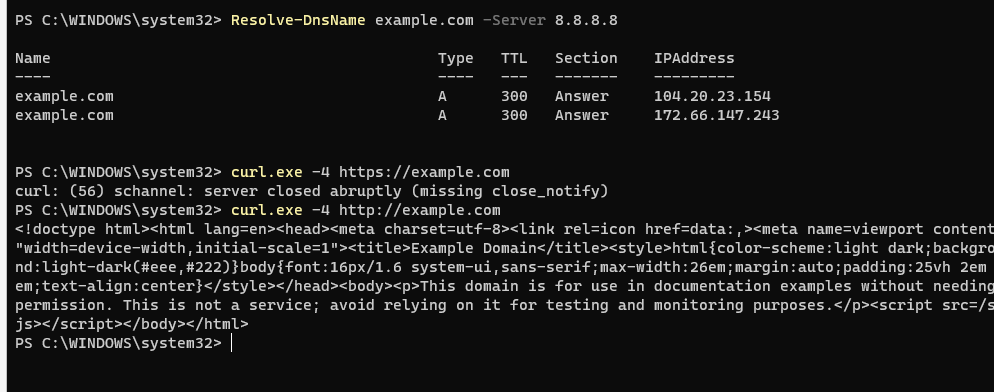 PS C:\WINDOWS\system32> Resolve-DnsName example.com -Server 8.8.8.8
Name Type TTL Section IPAddress
---- ---- --- ------- ---------
example.com A 300 Answer 104.20.23.154
example.com A 300 Answer 172.66.147.243
PS C:\WINDOWS\system32> curl.exe -4 https://example.com
curl: (56) schannel: server closed abruptly (missing close_notify)
PS C:\WINDOWS\system32> curl.exe -4 http://example.com
<!doctype html><html lang=en><head><meta charset=utf-8><link rel=icon href=data:,><meta name=viewport content
"width=device-width,initial-scale=1"><title>Example Domain</title><style>html{color-scheme:light dark;backgro
nd:light-dark(#eee,#222)}body{font:16px/1.6 system-ui,sans-serif;max-width:26em;margin:auto;padding:25vh 2em
em;text-align:center}</style></head><body><p>This domain is for use in documentation examples without needing
permission. This is not a service; avoid relying on it for testing and monitoring purposes.</p><script src=/s
js></script></body></html>
PS C:\WINDOWS\system32>